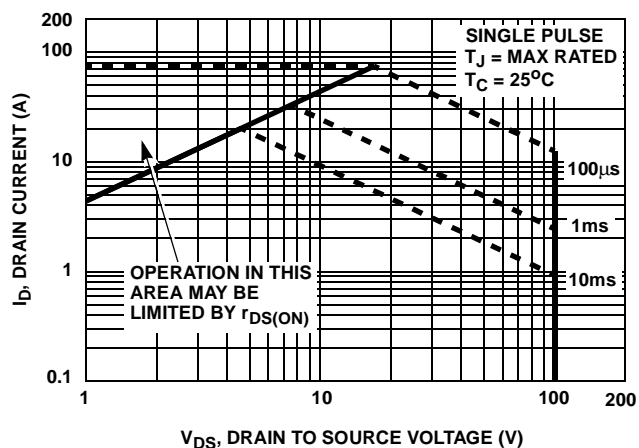 200
100
10
1
0.1
I_D, DRAIN CURRENT (A)
SINGLE PULSE
T_J = MAX RATED
T_C = 25°C
100μs
1ms
10ms
OPERATION IN THIS
AREA MAY BE
LIMITED BY r_DS(ON)
1 10 100 200
V_DS, DRAIN TO SOURCE VOLTAGE (V)